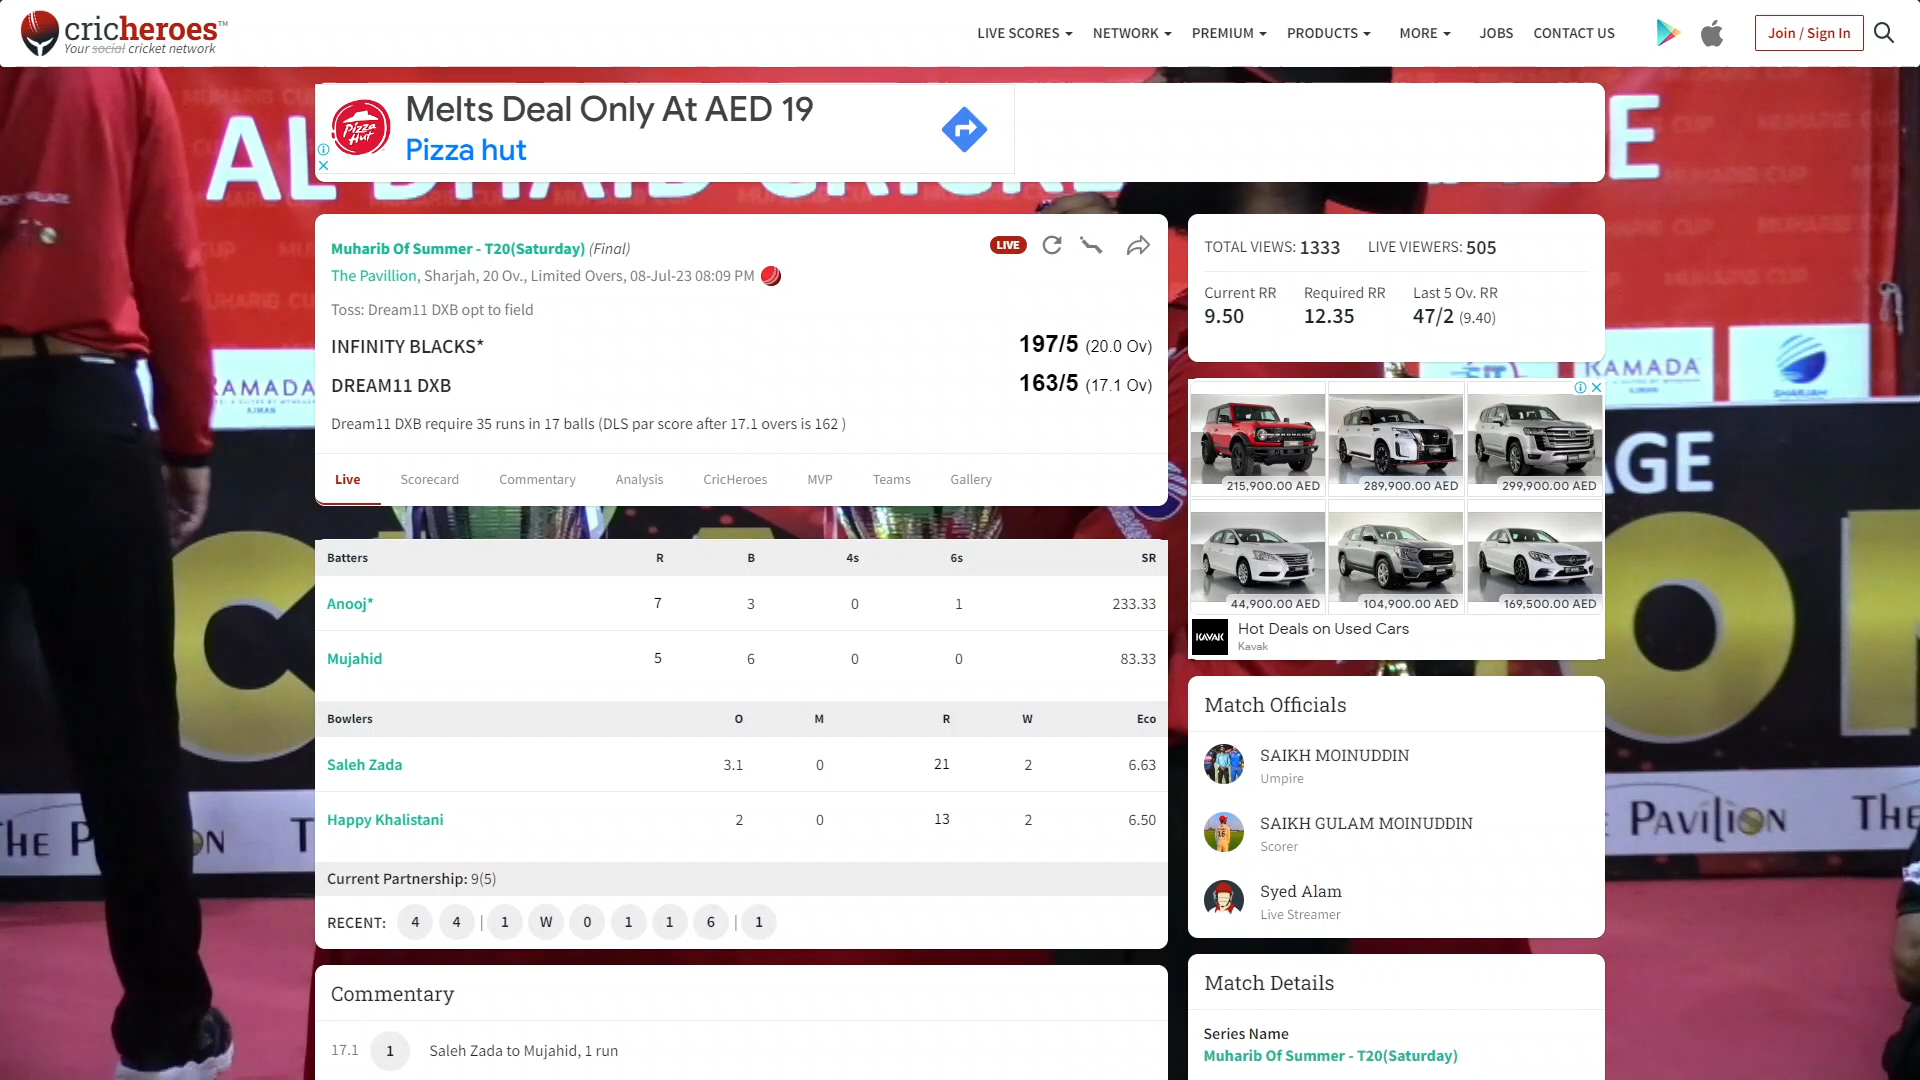 cricheroes™
Your social cricket network
LIVE SCORES
NETWORK
PREMIUM
PRODUCTS
MORE
JOBS
CONTACT US
Join / Sign In
Pizza Hut
Melts Deal Only At AED 19
Pizza hut
Muharib Of Summer - T20(Saturday) (Final)
LIVE
The Pavillion, Sharjah, 20 Ov., Limited Overs, 08-Jul-23 08:09 PM
Toss: Dream11 DXB opt to field
INFINITY BLACKS* 197/5 (20.0 Ov)
DREAM11 DXB 163/5 (17.1 Ov)
Dream11 DXB require 35 runs in 17 balls (DLS par score after 17.1 overs is 162 )
Live Scorecard Commentary Analysis CricHeroes MVP Teams Gallery
Batters R B 4s 6s SR
Anooj* 7 3 0 1 233.33
Mujahid 5 6 0 0 83.33
Bowlers O M R W Eco
Saleh Zada 3.1 0 21 2 6.63
Happy Khalistani 2 0 13 2 6.50
Current Partnership: 9(5)
RECENT: 4 4 | 1 W 0 1 1 6 | 1
Commentary
17.1 1 Saleh Zada to Mujahid, 1 run
TOTAL VIEWS: 1333 LIVE VIEWERS: 505
Current RR Required RR Last 5 Ov. RR
9.50 12.35 47/2 (9.40)
215,900.00 AED 289,900.00 AED 299,900.00 AED
44,900.00 AED 104,900.00 AED 169,500.00 AED
KAVAK
Hot Deals on Used Cars
Kavak
Match Officials
SAIKH MOINUDDIN
Umpire
SAIKH GULAM MOINUDDIN
Scorer
Syed Alam
Live Streamer
Match Details
Series Name
Muharib Of Summer - T20(Saturday)
RAMADA
AJMAN
RAMADA
AJMAN
SHARJAH
THE
PAVILION
THE